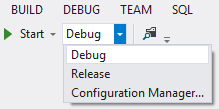 BUILD DEBUG TEAM SQL
Start Debug
Debug
Release
Configuration Manager...